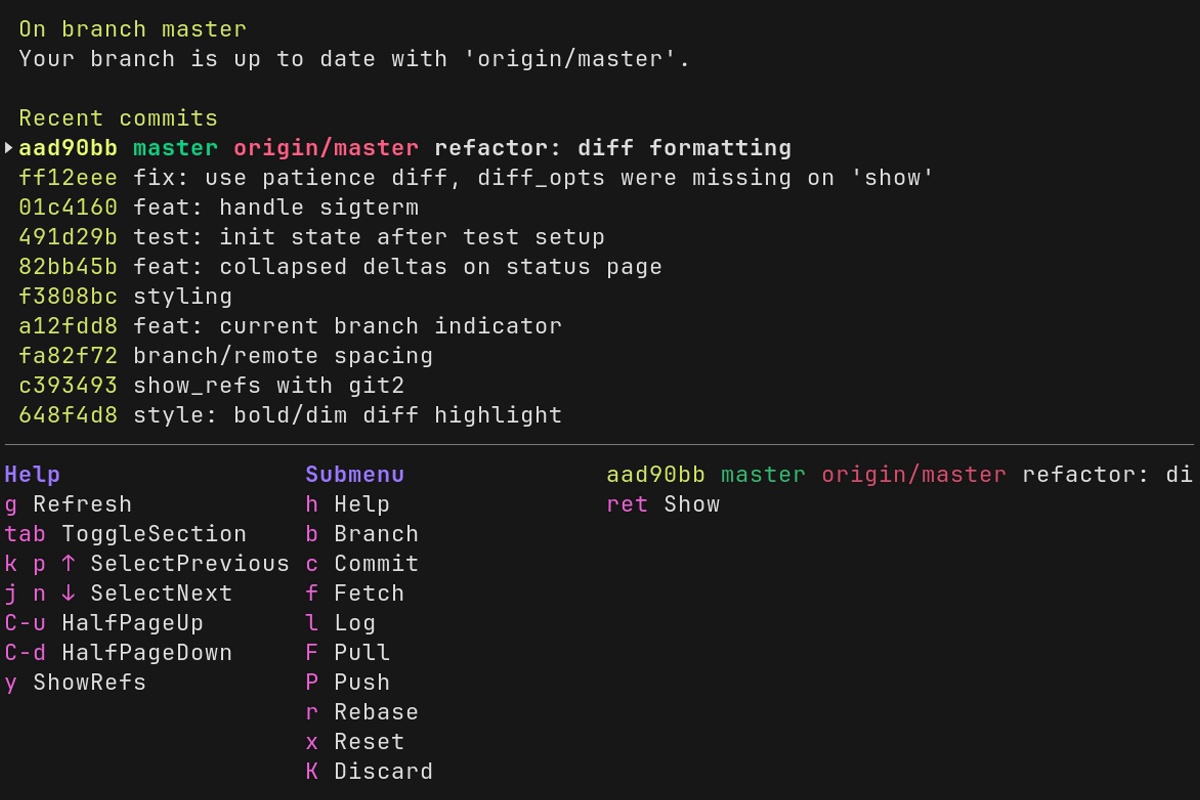 On branch master
Your branch is up to date with 'origin/master'.
Recent commits
aad90bb master origin/master refactor: diff formatting
ff12eee fix: use patience diff, diff_opts were missing on 'show'
01c4160 feat: handle sigterm
491d29b test: init state after test setup
82bb45b feat: collapsed deltas on status page
f3808bc styling
a12fdd8 feat: current branch indicator
fa82f72 branch/remote spacing
c393493 show_refs with git2
648f4d8 style: bold/dim diff highlight
Help
g Refresh
tab ToggleSection
k p ↑ SelectPrevious
j n ↓ SelectNext
C-u HalfPageUp
C-d HalfPageDown
y ShowRefs
Submenu
h Help
b Branch
c Commit
f Fetch
l Log
F Pull
P Push
r Rebase
x Reset
K Discard
aad90bb master origin/master refactor: di
ret Show